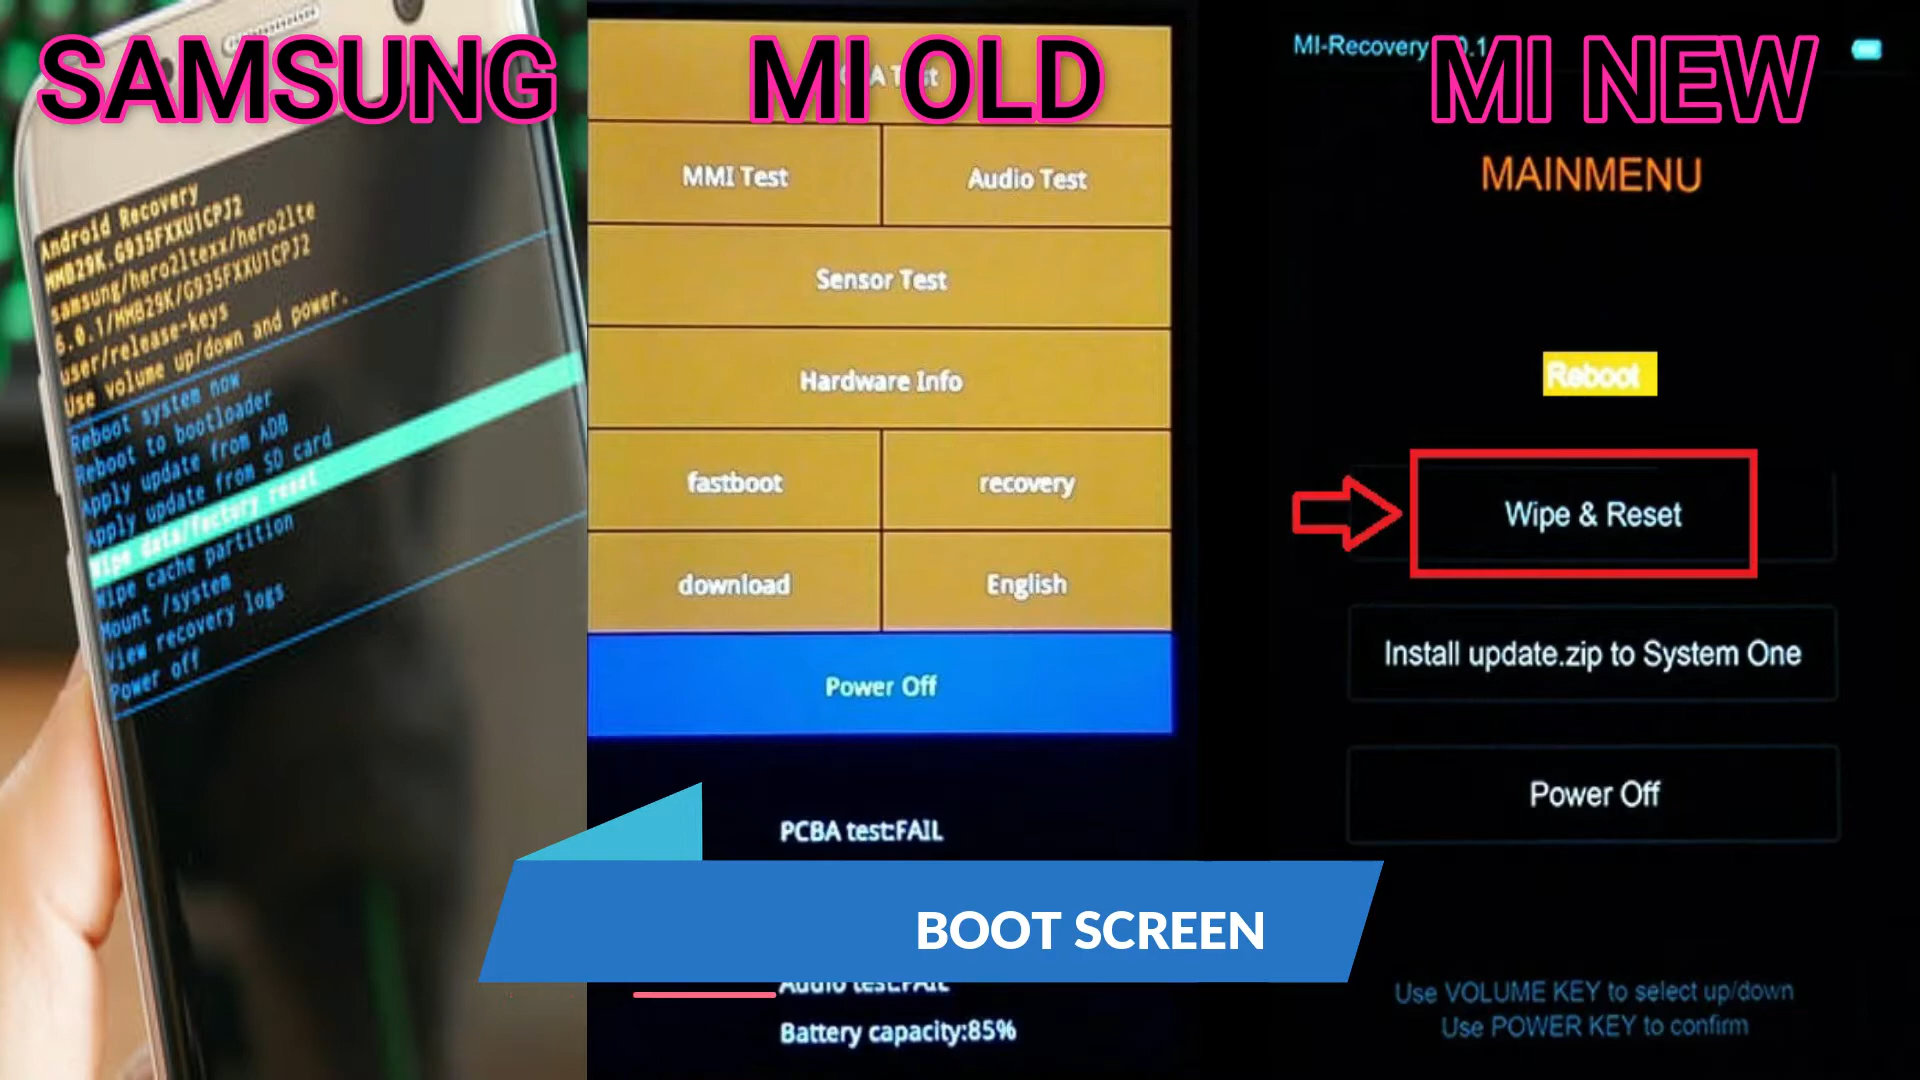 SAMSUNG
Android Recovery
MMB29K.G935FXXU1CPJ2
samsung/hero2ltexx/hero2lte
6.0.1/MMB29K/G935FXXU1CPJ2
user/release-keys
Use volume up/down and power.
Reboot system now
Reboot to bootloader
Apply update from ADB
Apply update from SD card
Wipe data/factory reset
Wipe cache partition
Mount /system
View recovery logs
Power off
MI OLD
MMI Test
Audio Test
Sensor Test
Hardware Info
fastboot
recovery
download
English
Power Off
PCBA test:FAIL
Audio test:FAIL
Battery capacity:85%
MI NEW
MI-Recovery
MAINMENU
Reboot
Wipe & Reset
Install update.zip to System One
Power Off
Use VOLUME KEY to select up/down
Use POWER KEY to confirm
BOOT SCREEN